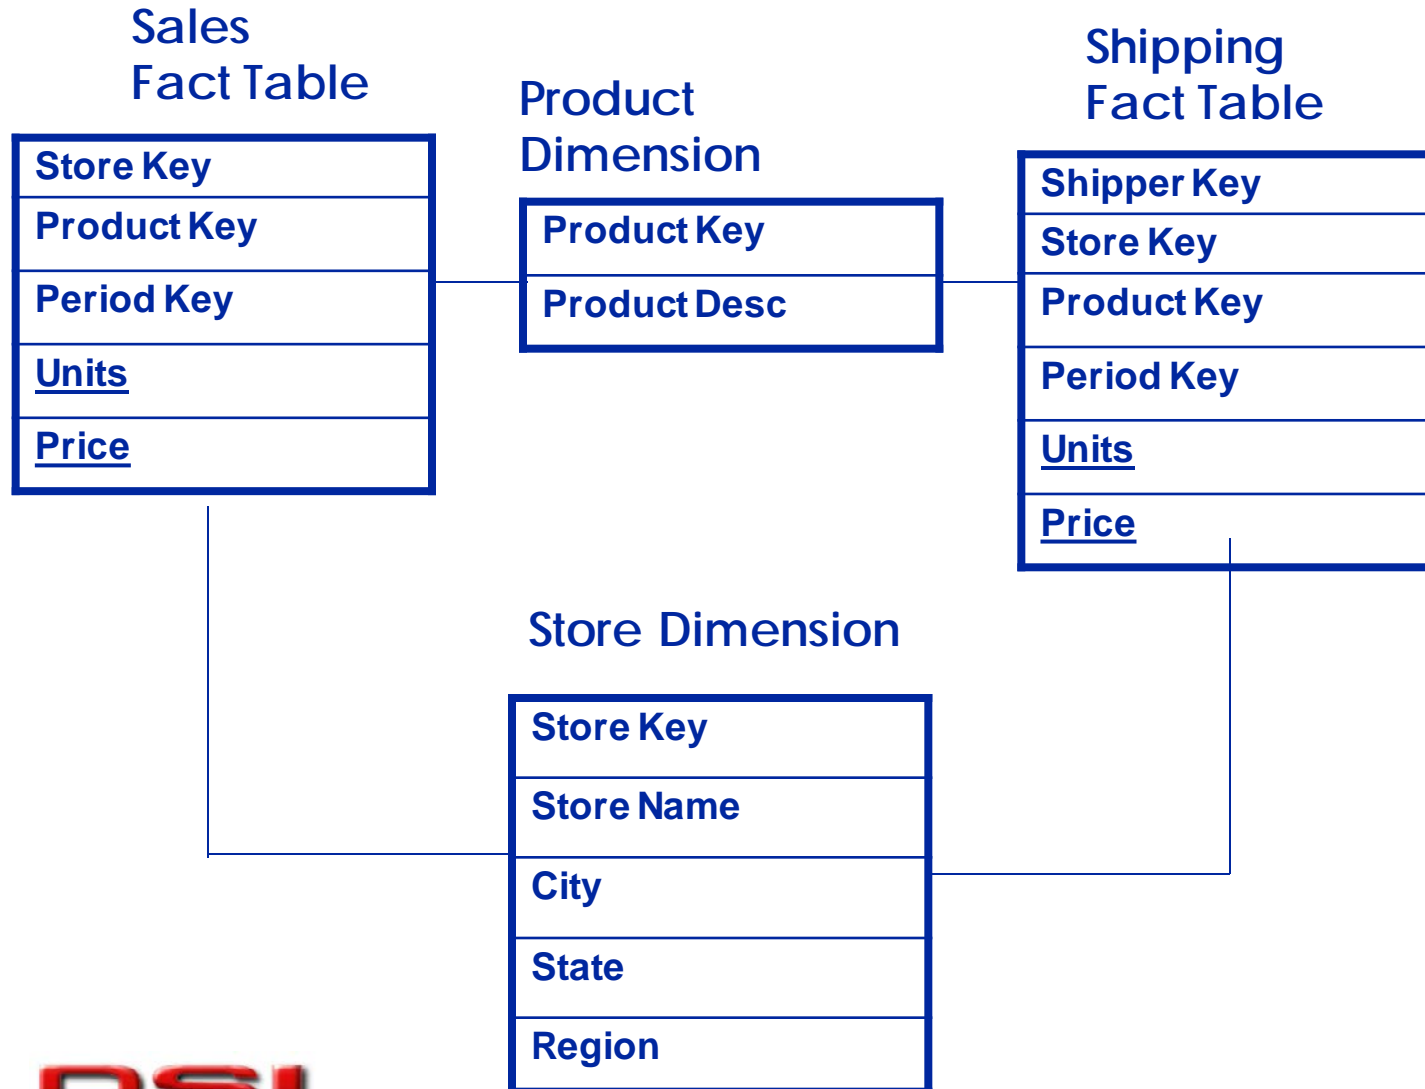 Sales
Fact Table
Store Key
Product Key
Period Key
Units
Price
Product
Dimension
Product Key
Product Desc
Shipping
Fact Table
Shipper Key
Store Key
Product Key
Period Key
Units
Price
Store Dimension
Store Key
Store Name
City
State
Region